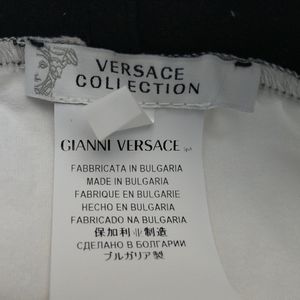 VERSACE
COLLECTION
GIANNI VERSACE
FABBRICATA IN BULGARIA
MADE IN BULGARIA
FABRIQUE EN BULGARIE
HECHO EN BULGARIA
FABRICADO NA BULGARIA
保加利亚制造
СДЕЛАНО В БОЛГАРИИ
ブルガリア製